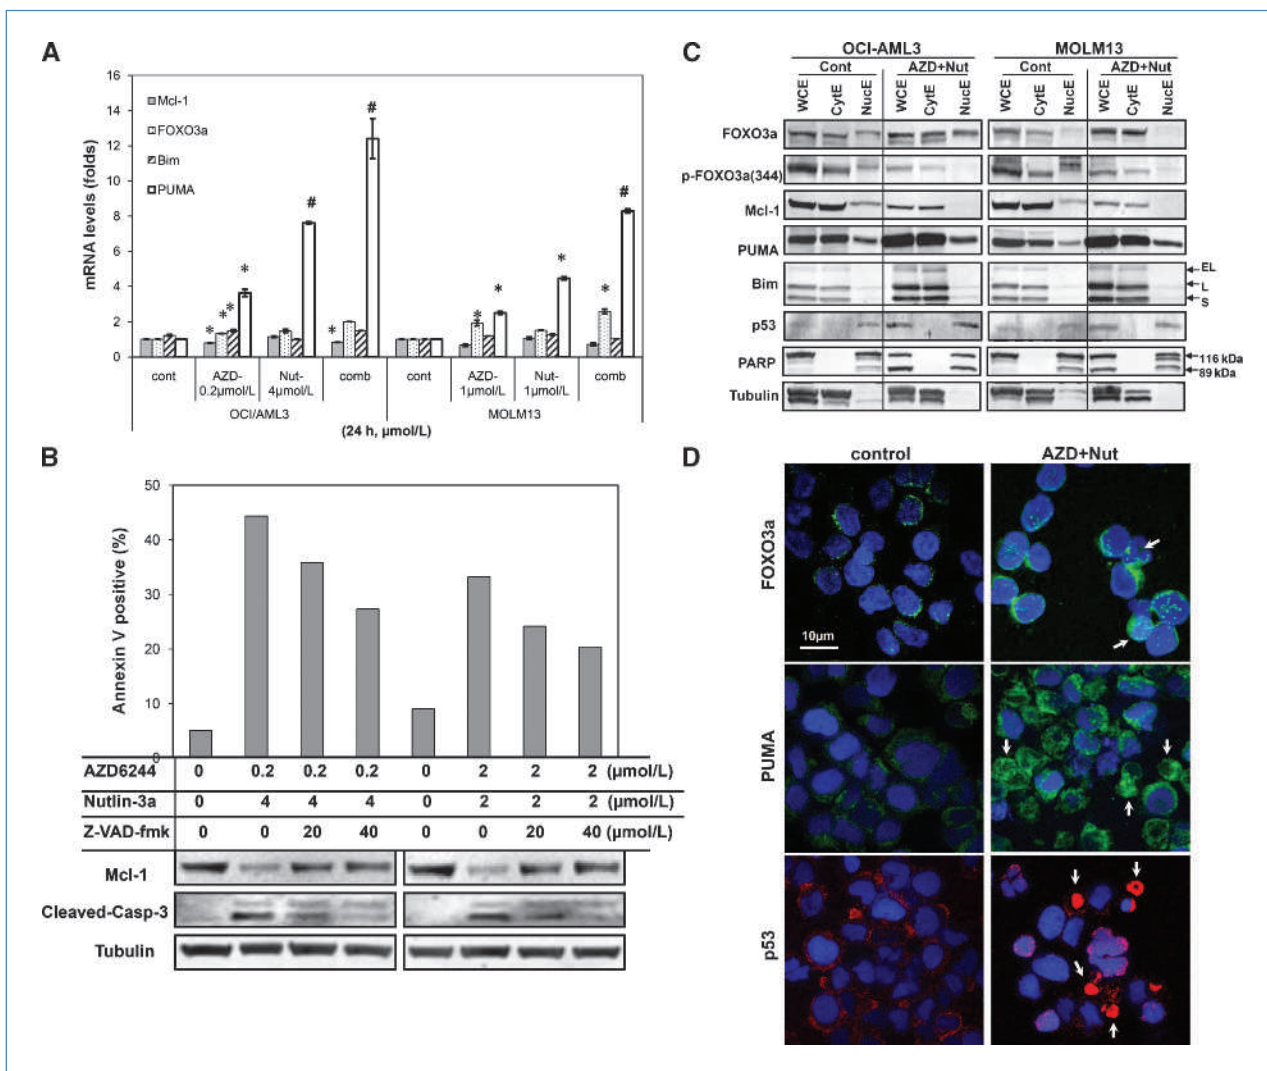 A
mRNA levels (folds)
16
14
12
10
8
6
4
2
0
Mcl-1
FOXO3a
Bim
PUMA
* * * * # * # * * * * #
cont AZD- Nut- comb cont AZD- Nut- comb
0.2µmol/L 4µmol/L 1µmol/L 1µmol/L
OCI/AML3 MOLM13
(24 h, µmol/L)
B
Annexin V positive (%)
50
40
30
20
10
0
AZD6244 0 0.2 0.2 0.2 0 2 2 2 (µmol/L)
Nutlin-3a 0 4 4 4 0 2 2 2 (µmol/L)
Z-VAD-fmk 0 0 20 40 0 0 20 40 (µmol/L)
Mcl-1
Cleaved-Casp-3
Tubulin
C
OCI-AML3 MOLM13
Cont AZD+Nut Cont AZD+Nut
WCE CytE NucE WCE CytE NucE WCE CytE NucE WCE CytE NucE
FOXO3a
p-FOXO3a(344)
Mcl-1
PUMA
Bim
EL
L
S
p53
PARP
116 kDa
89 kDa
Tubulin
D
control AZD+Nut
FOXO3a
10µm
PUMA
p53